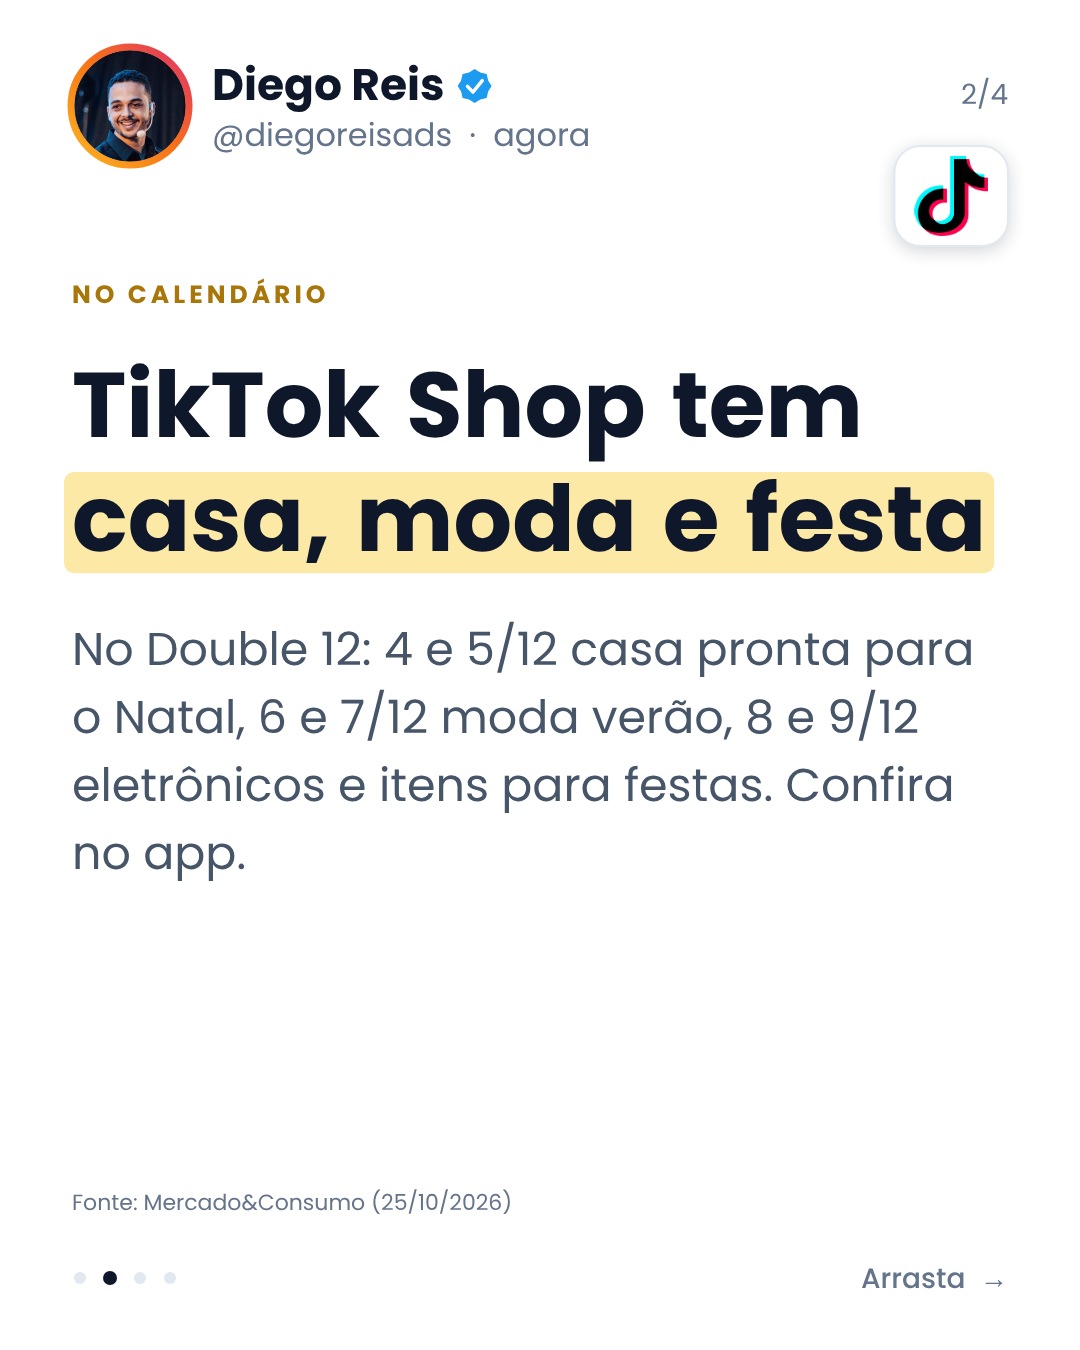 Diego Reis
@diegoreisads · agora
2/4
NO CALENDÁRIO
TikTok Shop tem
casa, moda e festa
No Double 12: 4 e 5/12 casa pronta para
o Natal, 6 e 7/12 moda verão, 8 e 9/12
eletrônicos e itens para festas. Confira
no app.
Fonte: Mercado&Consumo (25/10/2026)
Arrasta →